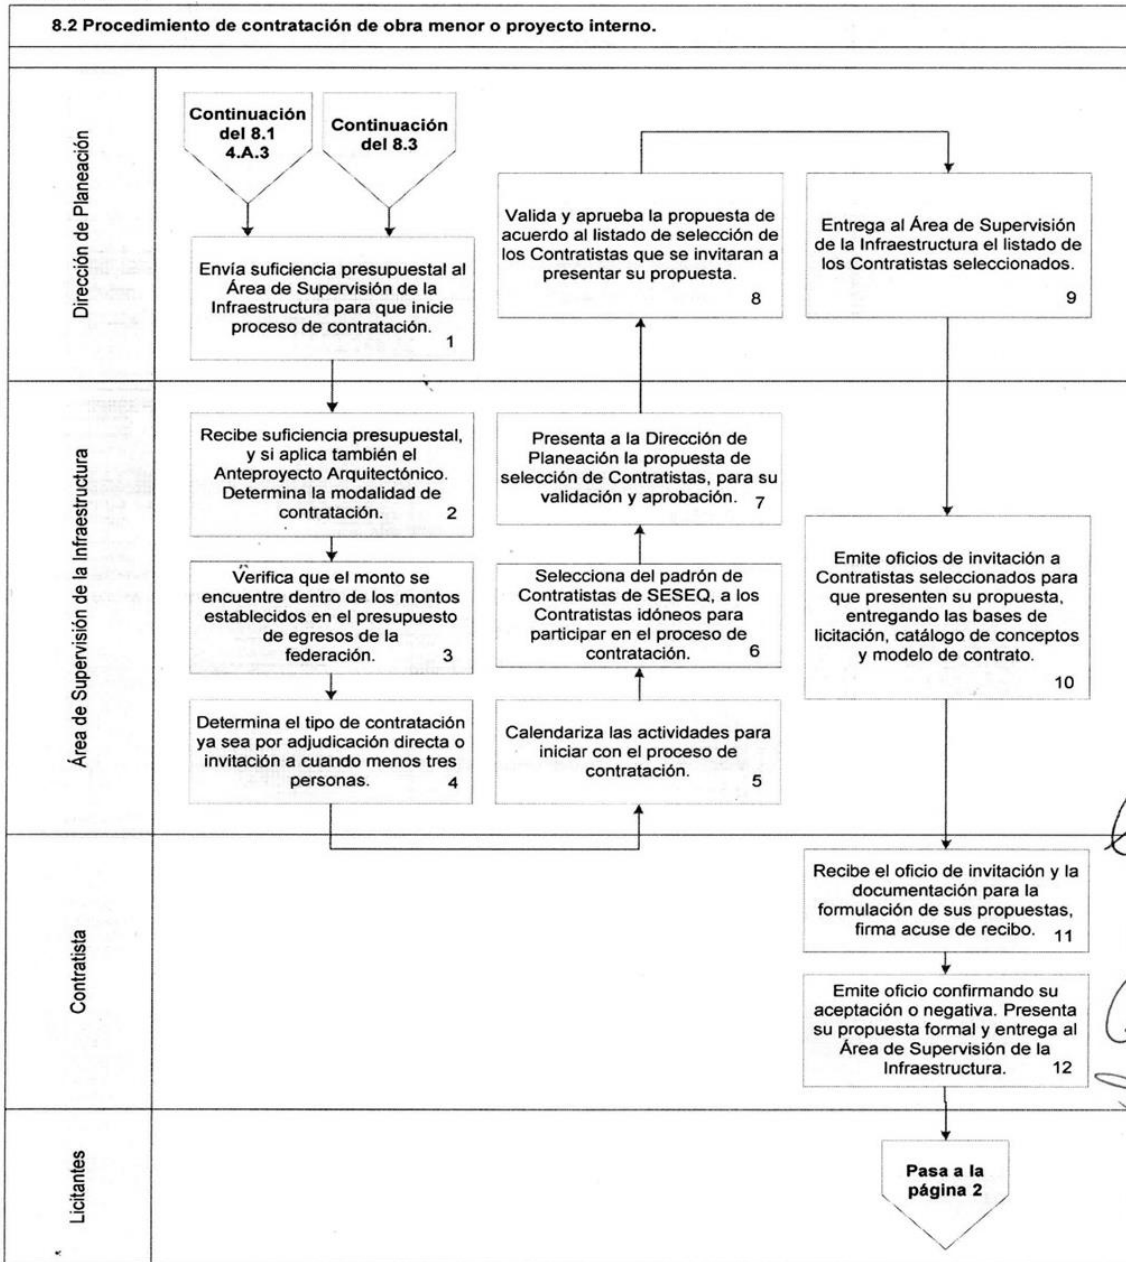 8.2 Procedimiento de contratación de obra menor o proyecto interno.
Dirección de Planeación
Continuación
del 8.1
4.A.3
Continuación
del 8.3
Envía suficiencia presupuestal al
Área de Supervisión de la
Infraestructura para que inicie
proceso de contratación.
1
Valida y aprueba la propuesta de
acuerdo al listado de selección de
los Contratistas que se invitaran a
presentar su propuesta.
8
Entrega al Área de Supervisión
de la Infraestructura el listado de
los Contratistas seleccionados.
9
Área de Supervisión de la Infraestructura
Recibe suficiencia presupuestal,
y si aplica también el
Anteproyecto Arquitectónico.
Determina la modalidad de
contratación.
2
Verifica que el monto se
encuentre dentro de los montos
establecidos en el presupuesto
de egresos de la
federación.
3
Determina el tipo de contratación
ya sea por adjudicación directa o
invitación a cuando menos tres
personas.
4
Presenta a la Dirección de
Planeación la propuesta de
selección de Contratistas, para su
validación y aprobación.
7
Selecciona del padrón de
Contratistas de SESEQ, a los
Contratistas idóneos para
participar en el proceso de
contratación.
6
Calendariza las actividades para
iniciar con el proceso de
contratación.
5
Emite oficios de invitación a
Contratistas seleccionados para
que presenten su propuesta,
entregando las bases de
licitación, catálogo de conceptos
y modelo de contrato.
10
Contratista
Recibe el oficio de invitación y la
documentación para la
formulación de sus propuestas,
firma acuse de recibo.
11
Emite oficio confirmando su
aceptación o negativa. Presenta
su propuesta formal y entrega al
Área de Supervisión de la
Infraestructura.
12
Licitantes
Pasa a la
página 2